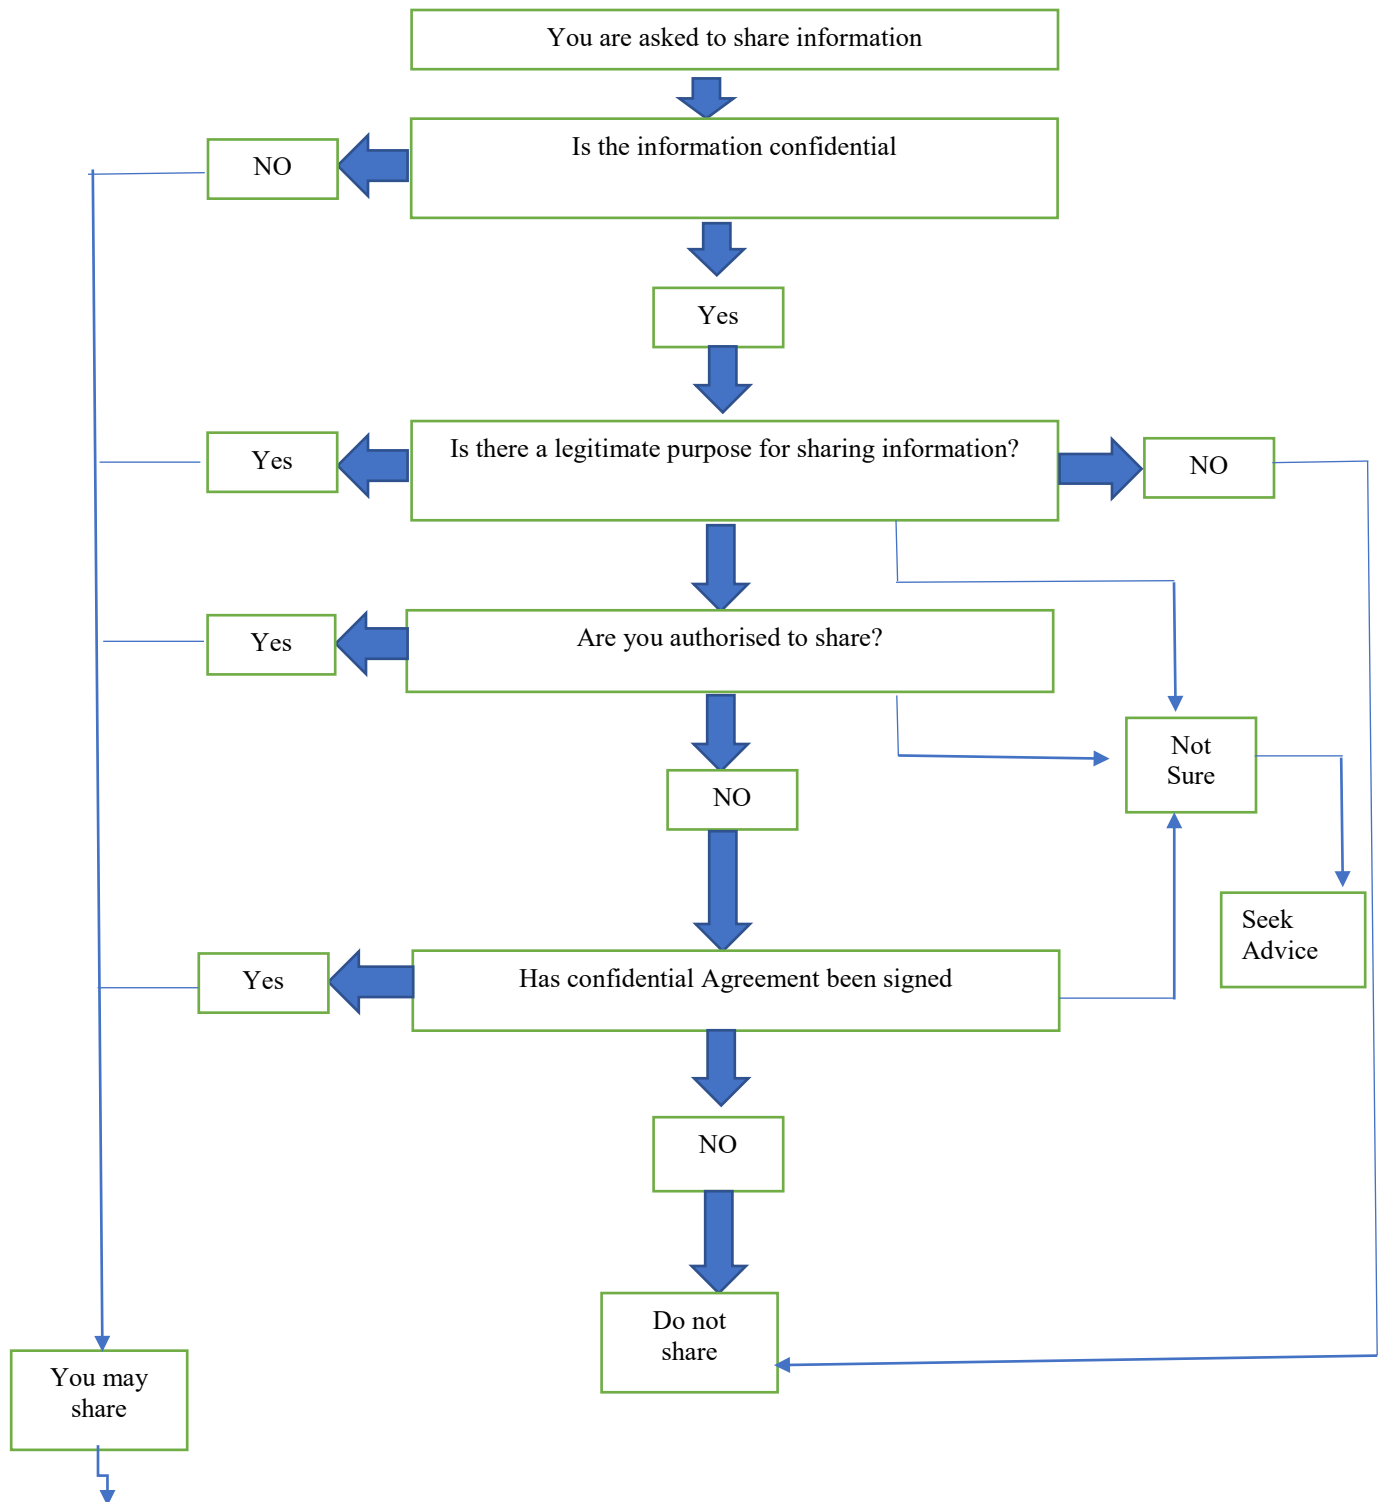 You are asked to share information
Is the information confidential
NO
Yes
Is there a legitimate purpose for sharing information?
Yes
NO
Are you authorised to share?
Yes
Not
Sure
NO
Seek
Advice
Has confidential Agreement been signed
Yes
NO
Do not
share
You may
share